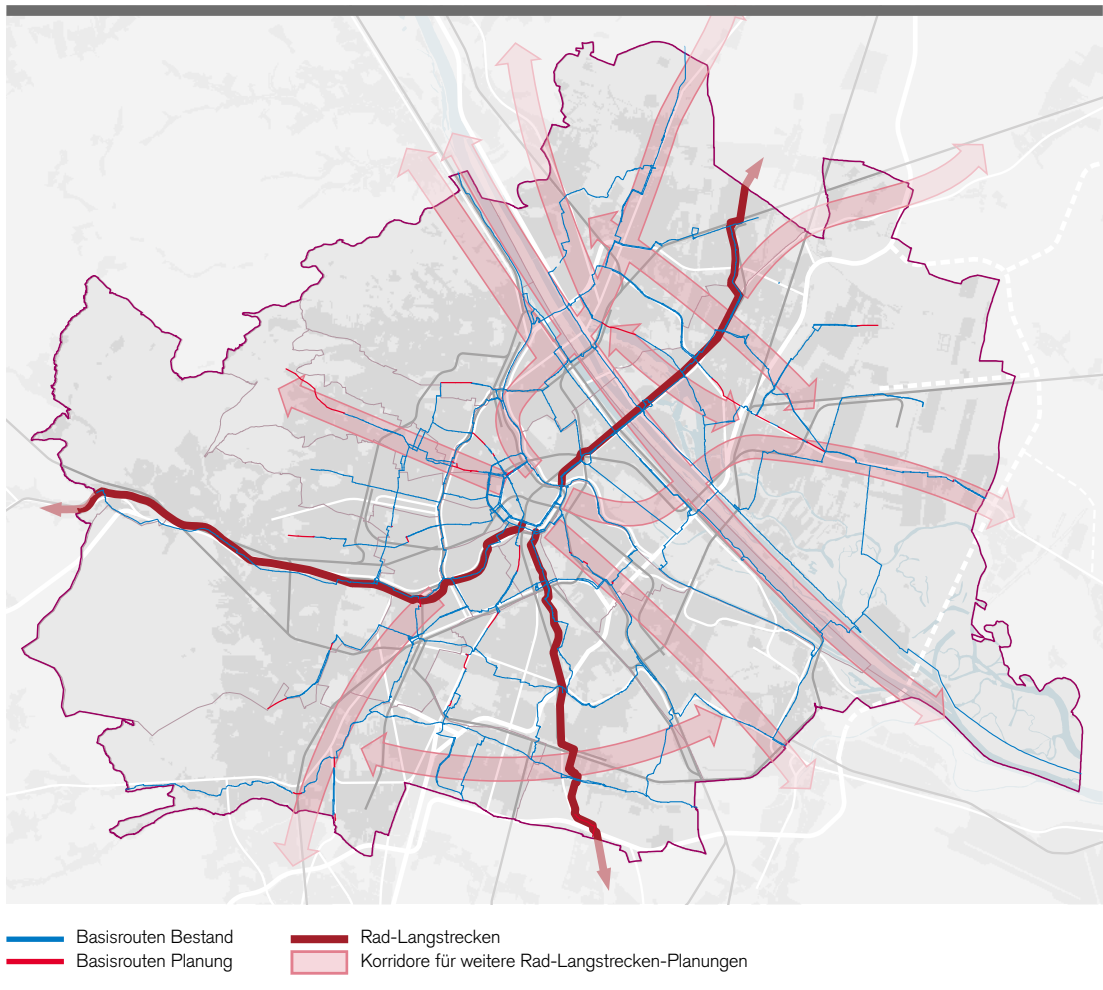 Basisrouten Bestand
Basisrouten Planung
Rad-Langstrecken
Korridore für weitere Rad-Langstrecken-Planungen